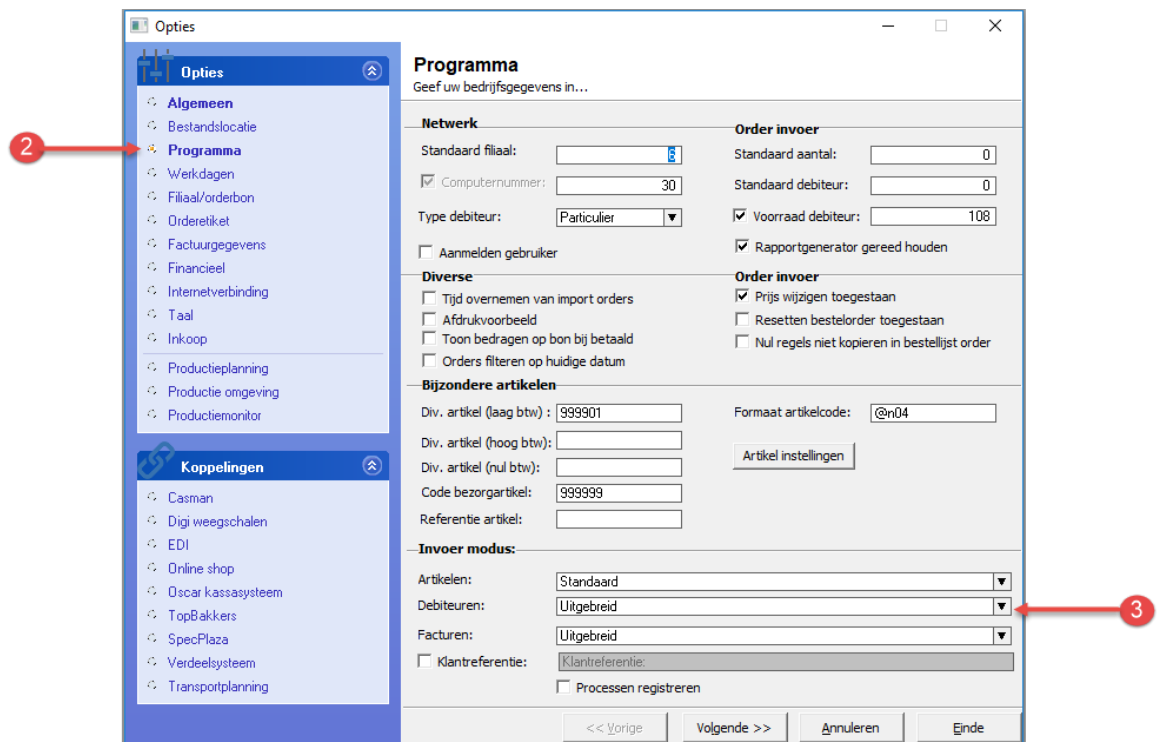 Opties
Opties
Algemeen
Bestandslocatie
2
Programma
Werkdagen
Filiaal/orderbon
Orderetiket
Factuurgegevens
Financieel
Internetverbinding
Taal
Inkoop
Productieplanning
Productie omgeving
Productiemonitor
Koppelingen
Casman
Digi weegschalen
EDI
Online shop
Oscar kassasysteem
TopBakkers
SpecPlaza
Verdeelsysteem
Transportplanning
Programma
Geef uw bedrijfsgegevens in...
Netwerk
Standaard filiaal: 6
Computernummer: 30
Type debiteur: Particulier
Aanmelden gebruiker
Order invoer
Standaard aantal: 0
Standaard debiteur: 0
Voorraad debiteur: 108
Rapportgenerator gereed houden
Diverse
Tijd overnemen van import orders
Afdrukvoorbeeld
Toon bedragen op bon bij betaald
Orders filteren op huidige datum
Order invoer
Prijs wijzigen toegestaan
Resetten bestelorder toegestaan
Nul regels niet kopieren in bestellijst order
Bijzondere artikelen
Div. artikel (laag btw) : 999901
Div. artikel (hoog btw):
Div. artikel (nul btw):
Code bezorgartikel: 999999
Referentie artikel:
Formaat artikelcode: @n04
Artikel instellingen
Invoer modus:
Artikelen: Standaard
Debiteuren: Uitgebreid
3
Facturen: Uitgebreid
Klantreferentie: Klantreferentie:
Processen registreren
<< Vorige Volgende >> Annuleren Einde